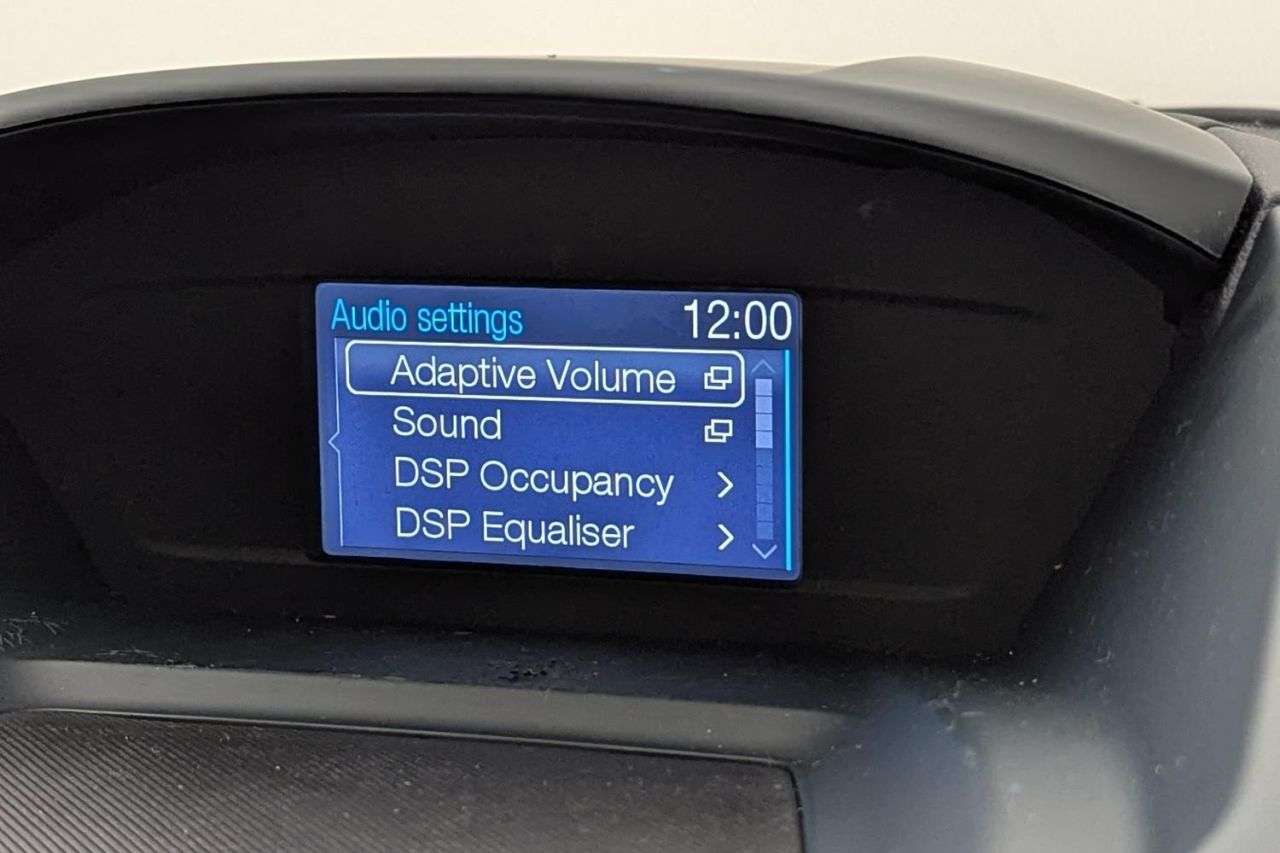 Audio settings 12:00
Adaptive Volume
Sound
DSP Occupancy
DSP Equaliser